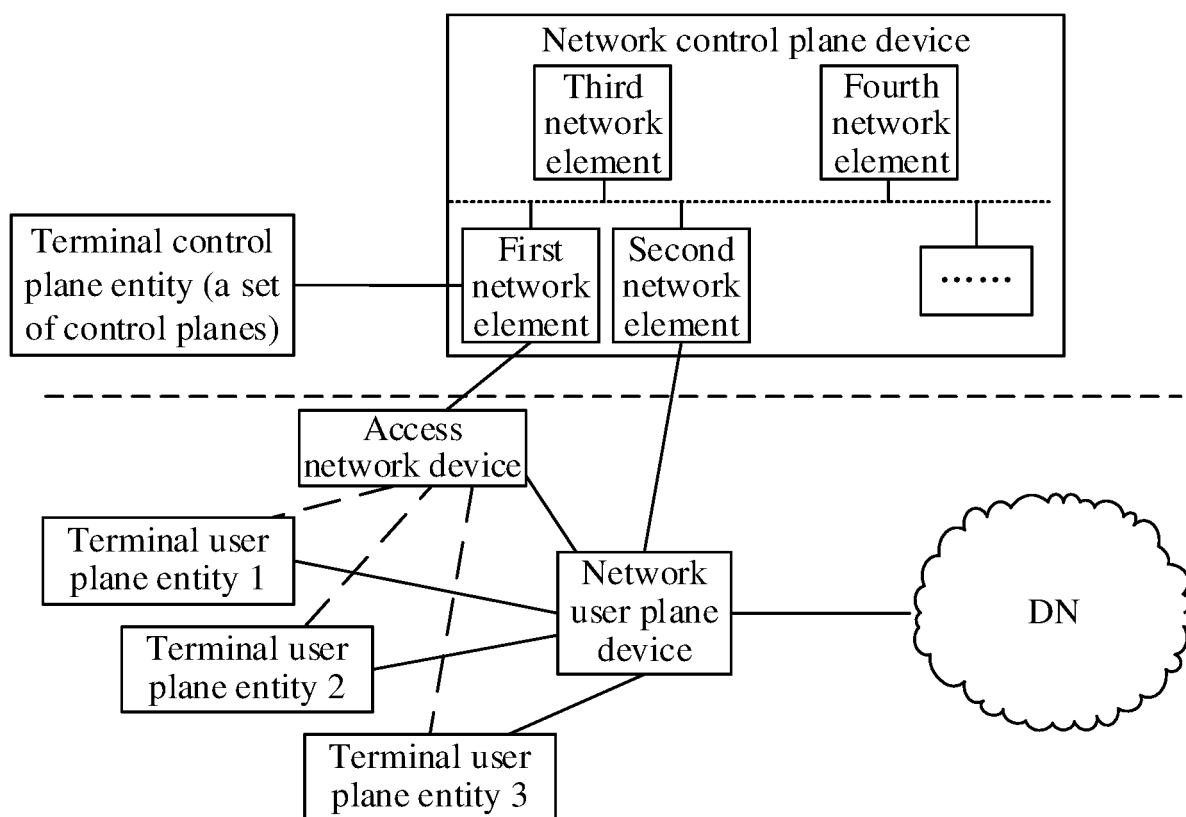 Network control plane device
Third
network
element
Fourth
network
element
Terminal control
plane entity (a set
of control planes)
First
network
element
Second
network
element
······
Access
network device
Terminal user
plane entity 1
Network
user plane
device
DN
Terminal user
plane entity 2
Terminal user
plane entity 3